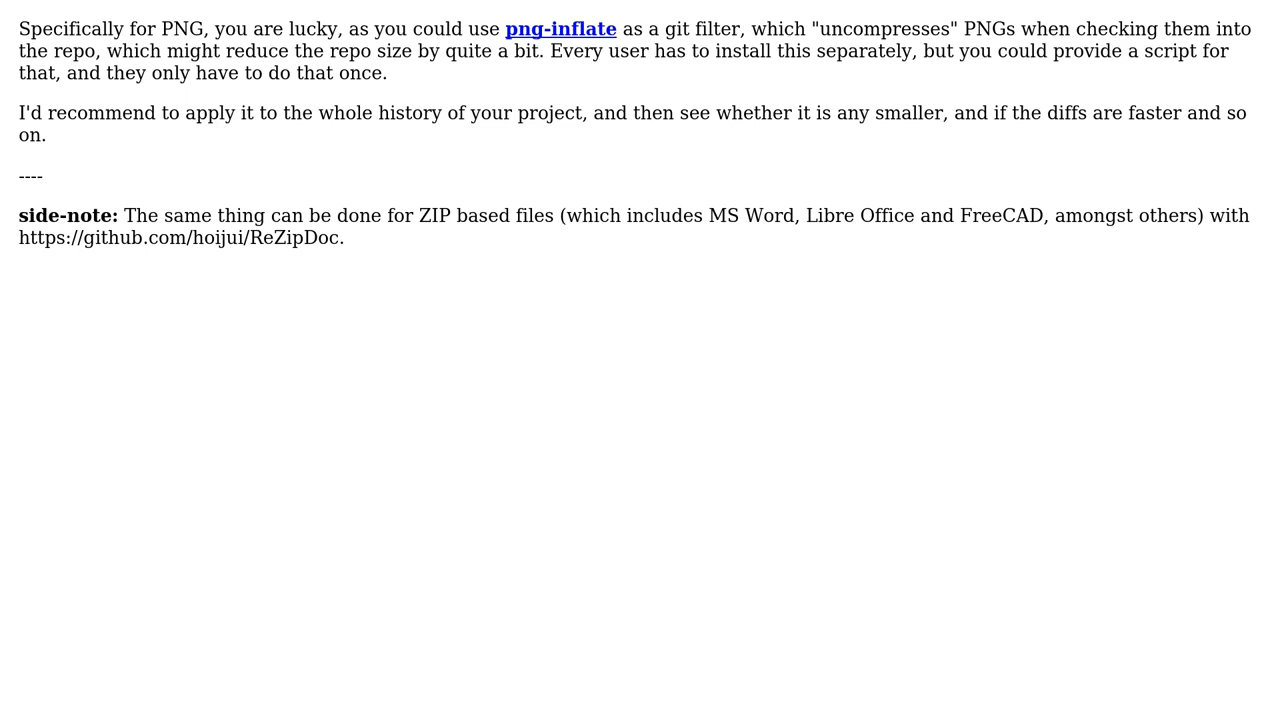 Specifically for PNG, you are lucky, as you could use png-inflate as a git filter, which "uncompresses" PNGs when checking them into
the repo, which might reduce the repo size by quite a bit. Every user has to install this separately, but you could provide a script for
that, and they only have to do that once.
I'd recommend to apply it to the whole history of your project, and then see whether it is any smaller, and if the diffs are faster and so
on.
----
side-note: The same thing can be done for ZIP based files (which includes MS Word, Libre Office and FreeCAD, amongst others) with
https://github.com/hoijui/ReZipDoc.